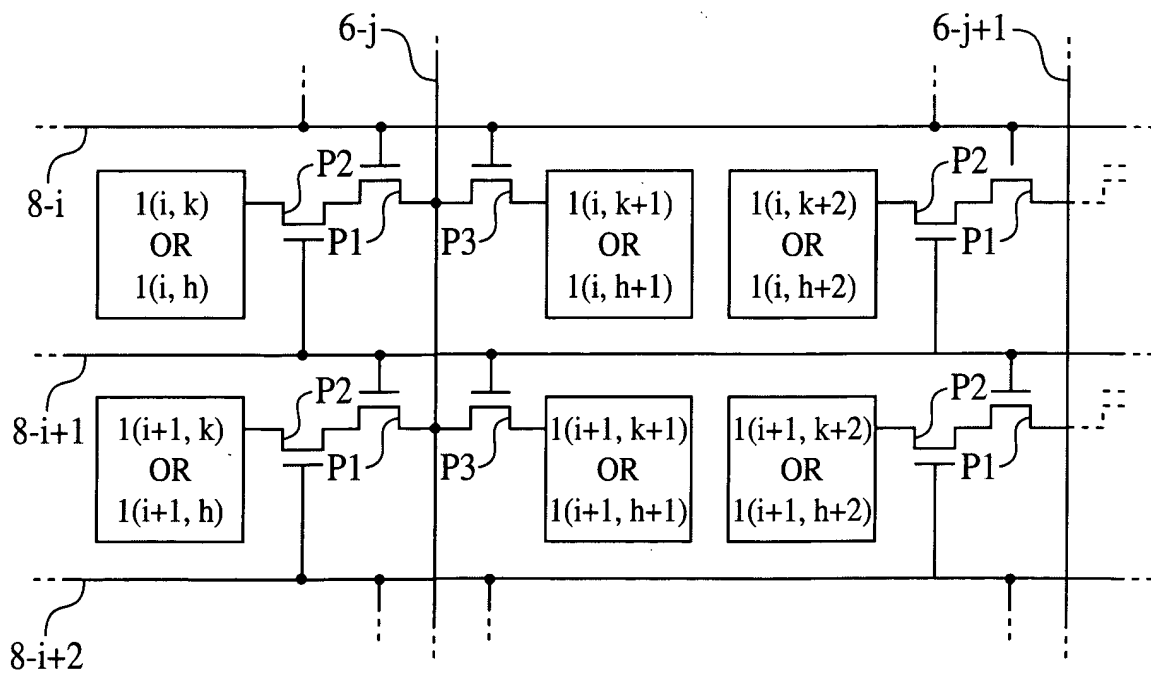 6-j
6-j+1
8-i
P2
P2
1(i, k)
OR
1(i, h)
P1
P3
1(i, k+1)
OR
1(i, h+1)
1(i, k+2)
OR
1(i, h+2)
P1
8-i+1
P2
P2
1(i+1, k)
OR
1(i+1, h)
P1
P3
1(i+1, k+1)
OR
1(i+1, h+1)
1(i+1, k+2)
OR
1(i+1, h+2)
P1
8-i+2